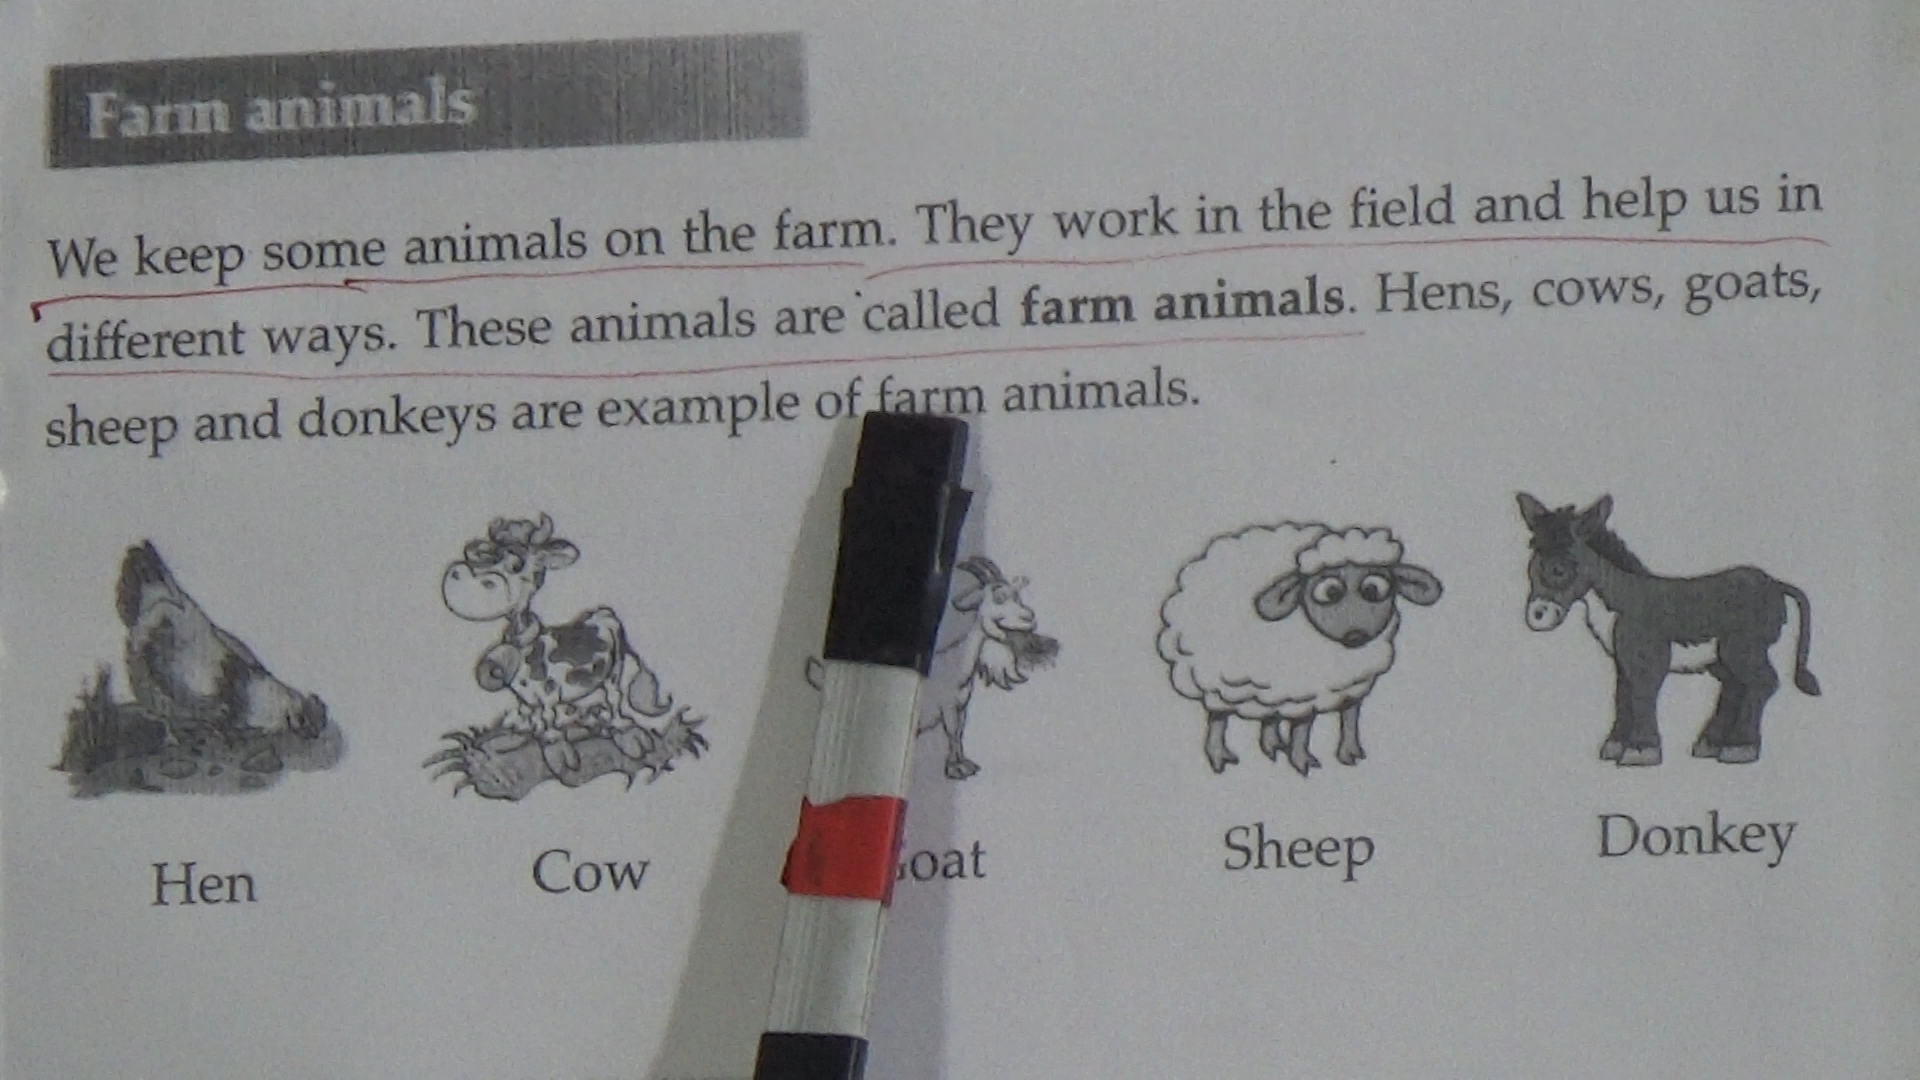 Farm animals
We keep some animals on the farm. They work in the field and help us in
different ways. These animals are called farm animals. Hens, cows, goats,
sheep and donkeys are example of farm animals.
Hen
Cow
Goat
Sheep
Donkey